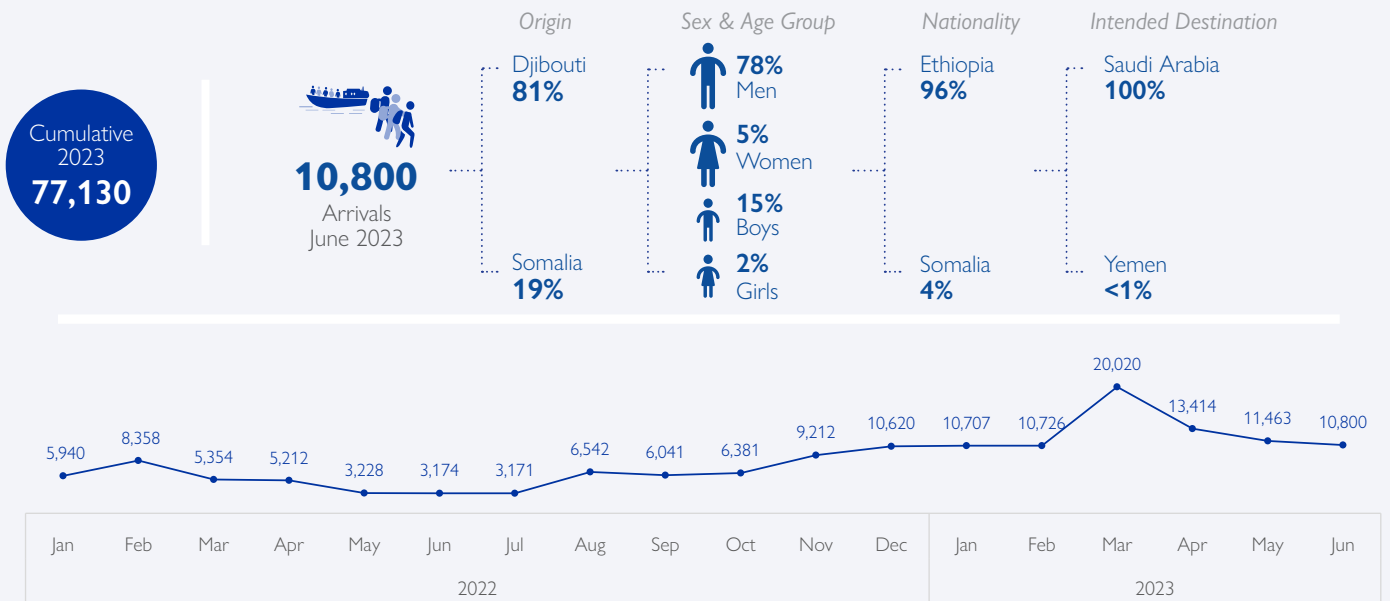 Cumulative
2023
77,130
10,800
Arrivals
June 2023
Origin
Djibouti
81%
Somalia
19%
Sex & Age Group
78%
Men
5%
Women
15%
Boys
2%
Girls
Nationality
Ethiopia
96%
Somalia
4%
Intended Destination
Saudi Arabia
100%
Yemen
<1%
5,940
8,358
5,354
5,212
3,228
3,174
3,171
6,542
6,041
6,381
9,212
10,620
10,707
10,726
20,020
13,414
11,463
10,800
Jan Feb Mar Apr May Jun Jul Aug Sep Oct Nov Dec Jan Feb Mar Apr May Jun
2022 2023